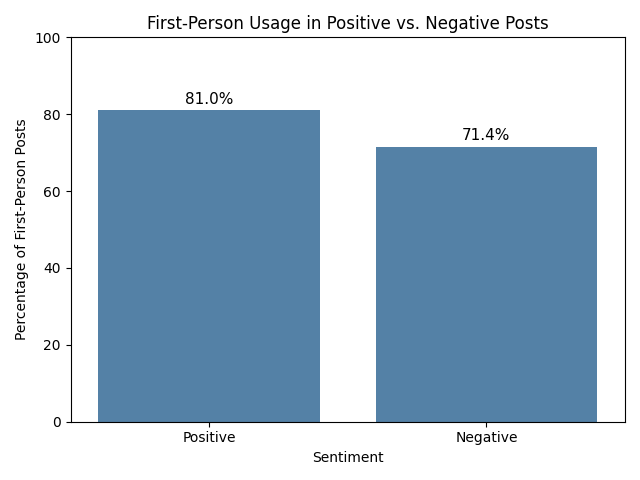 First-Person Usage in Positive vs. Negative Posts
Percentage of First-Person Posts
100
80
60
40
20
0
81.0%
71.4%
Positive
Negative
Sentiment